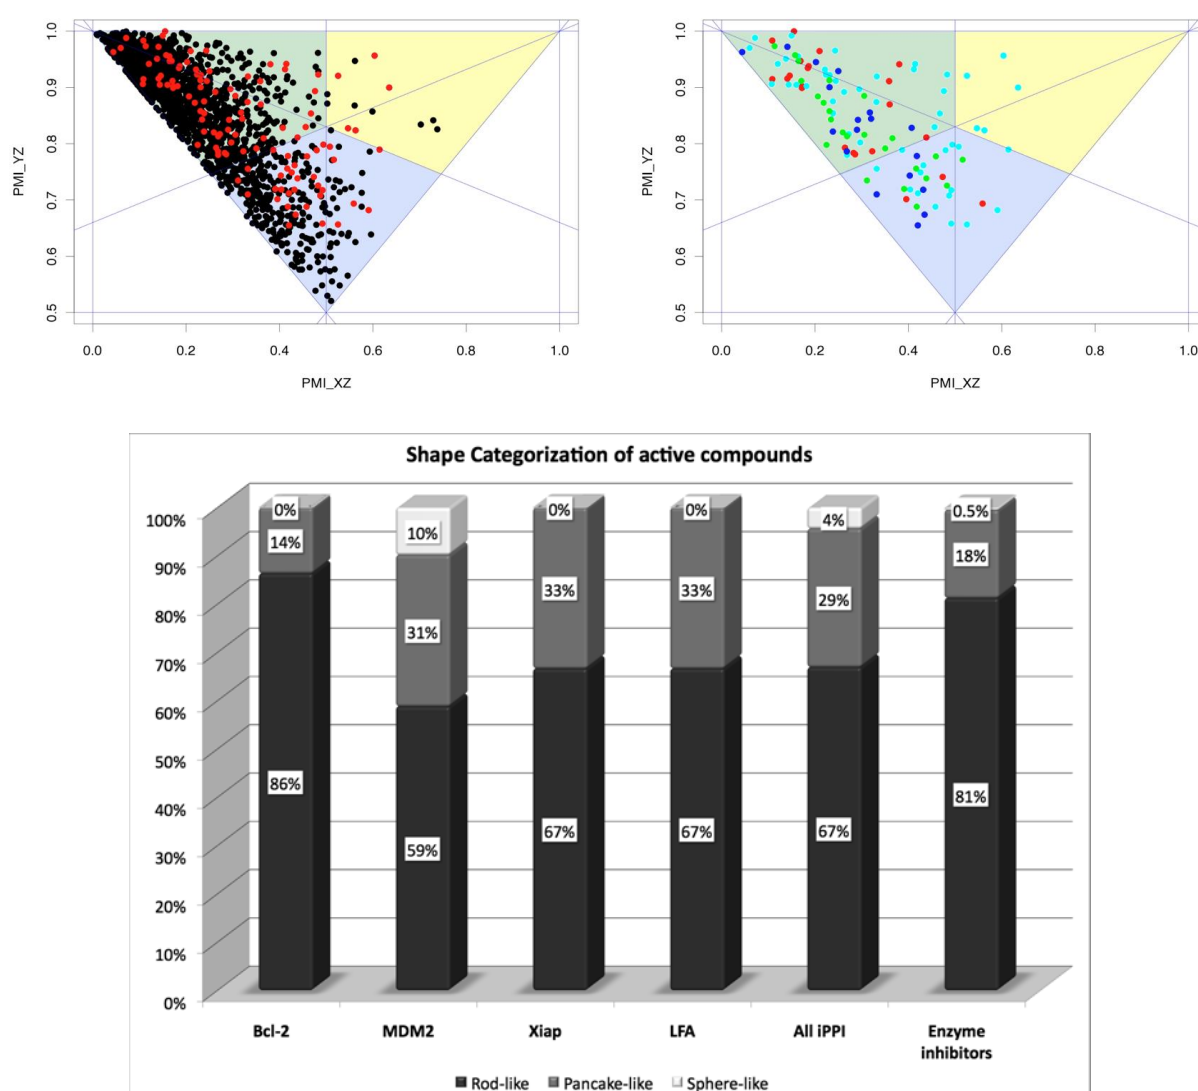 1.0
0.9
0.8
0.7
0.6
0.5
PMI_YZ
0.0 0.2 0.4 0.6 0.8 1.0
PMI_XZ
1.0
0.9
0.8
0.7
0.6
0.5
PMI_YZ
0.0 0.2 0.4 0.6 0.8 1.0
PMI_XZ
Shape Categorization of active compounds
100%
90%
80%
70%
60%
50%
40%
30%
20%
10%
0%
0% 10% 0% 0% 4% 0.5%
14% 31% 33% 33% 29% 18%
86% 59% 67% 67% 67% 81%
Bcl-2 MDM2 Xiap LFA All iPPI Enzyme
inhibitors
Rod-like Pancake-like Sphere-like